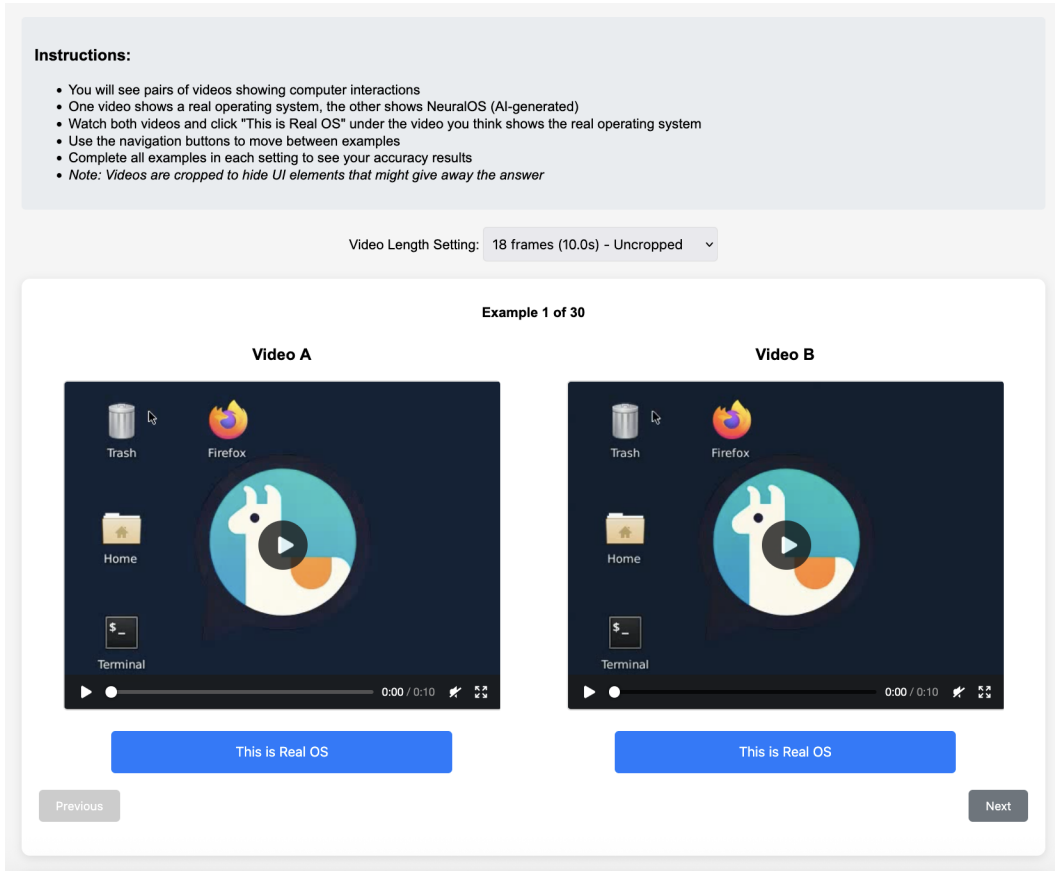 Instructions:
You will see pairs of videos showing computer interactions
One video shows a real operating system, the other shows NeuralOS (AI-generated)
Watch both videos and click "This is Real OS" under the video you think shows the real operating system
Use the navigation buttons to move between examples
Complete all examples in each setting to see your accuracy results
Note: Videos are cropped to hide UI elements that might give away the answer
Video Length Setting: 18 frames (10.0s) - Uncropped
Example 1 of 30
Video A
Trash Firefox
Home
$_
Terminal
0:00 / 0:10
This is Real OS
Video B
Trash Firefox
Home
$_
Terminal
0:00 / 0:10
This is Real OS
Previous
Next